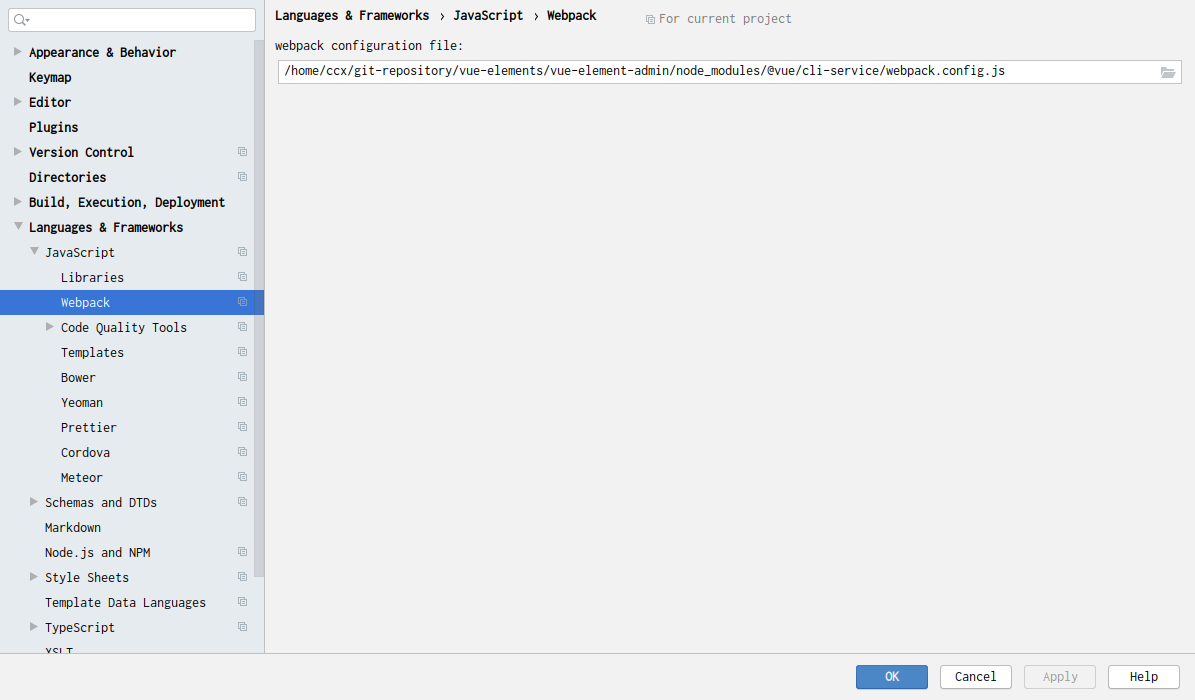 Languages & Frameworks › JavaScript › Webpack For current project
webpack configuration file:
/home/ccx/git-repository/vue-elements/vue-element-admin/node_modules/@vue/cli-service/webpack.config.js
Appearance & Behavior
Keymap
Editor
Plugins
Version Control
Directories
Build, Execution, Deployment
Languages & Frameworks
JavaScript
Libraries
Webpack
Code Quality Tools
Templates
Bower
Yeoman
Prettier
Cordova
Meteor
Schemas and DTDs
Markdown
Node.js and NPM
Style Sheets
Template Data Languages
TypeScript
XSLT
OK
Cancel
Apply
Help